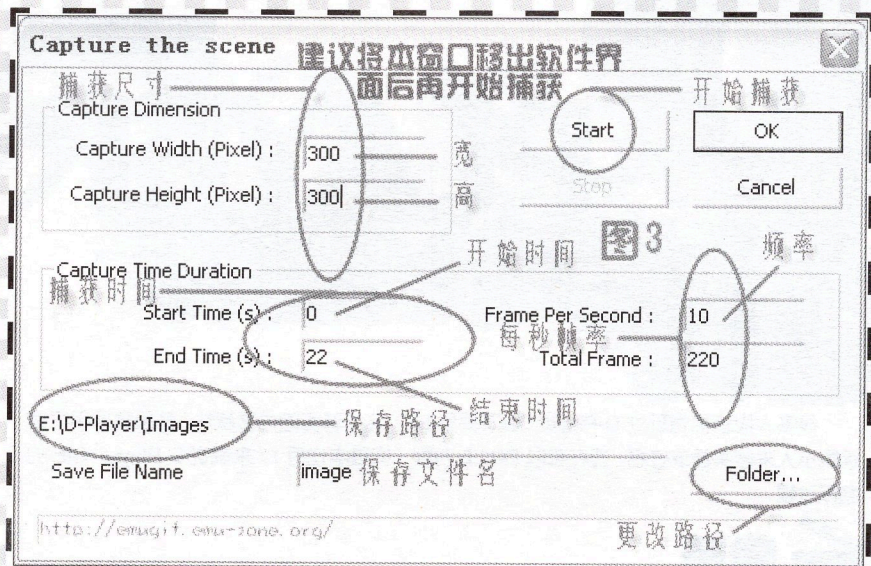 Capture the scene
建议将本窗口移出软件界
面后再开始捕获
捕获尺寸
开始捕获
Capture Dimension
Start
OK
Capture Width (Pixel) :
300
宽
Capture Height (Pixel) :
300
高
Stop
Cancel
图3
开始时间
频率
Capture Time Duration
捕获时间
Start Time (s) :
0
Frame Per Second :
10
每秒帧率
End Time (s) :
22
Total Frame :
220
E:\D-Player\Images
保存路径
结束时间
Save File Name
image
保存文件名
Folder...
http://emugif.emu-zone.org/
更改路径